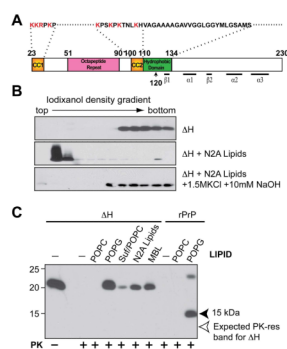 A
KKRPKP KPSKPKTNLKHVAGAAAAGAVVGGLGGYMLGSAMS
23 51 90 100 110 134 230
CC1 Octapeptide Repeat CC2 Hydrophobic Domain
120 β1 α1 β2 α2 α3
B
Iodixanol density gradient
top bottom
ΔH
ΔH + N2A Lipids
ΔH + N2A Lipids
+1.5MKCl +10mM NaOH
C
ΔH rPrP
– – POPC POPG Sulf/POPC N2A Lipids MBL – POPC POPG LIPID
25
20
15
15 kDa
Expected PK-res
band for ΔH
PK – + + + + + + + + +